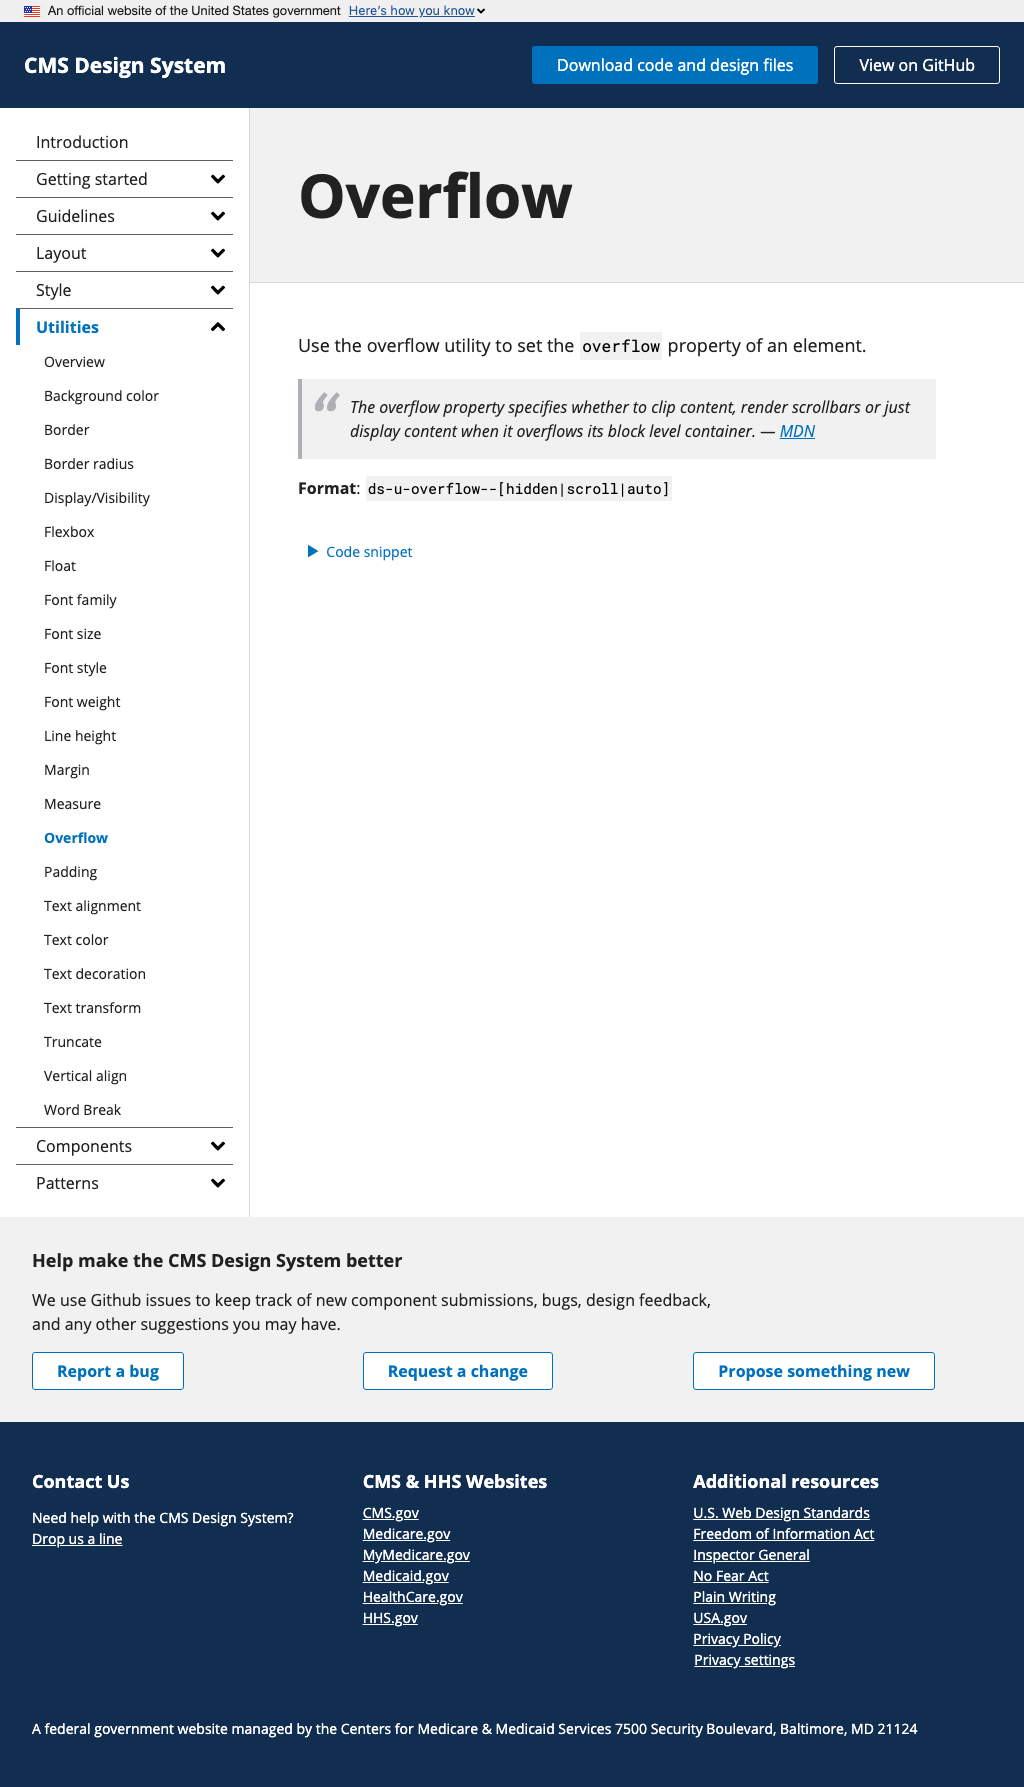 An official website of the United States government Here's how you know
CMS Design System
Download code and design files
View on GitHub
Introduction
Getting started
Guidelines
Layout
Style
Utilities
Overview
Background color
Border
Border radius
Display/Visibility
Flexbox
Float
Font family
Font size
Font style
Font weight
Line height
Margin
Measure
Overflow
Padding
Text alignment
Text color
Text decoration
Text transform
Truncate
Vertical align
Word Break
Components
Patterns
Overflow
Use the overflow utility to set the overflow property of an element.
“
The overflow property specifies whether to clip content, render scrollbars or just
display content when it overflows its block level container. — MDN
Format: ds-u-overflow--[hidden|scroll|auto]
Code snippet
Help make the CMS Design System better
We use Github issues to keep track of new component submissions, bugs, design feedback,
and any other suggestions you may have.
Report a bug
Request a change
Propose something new
Contact Us
Need help with the CMS Design System?
Drop us a line
CMS & HHS Websites
CMS.gov
Medicare.gov
MyMedicare.gov
Medicaid.gov
HealthCare.gov
HHS.gov
Additional resources
U.S. Web Design Standards
Freedom of Information Act
Inspector General
No Fear Act
Plain Writing
USA.gov
Privacy Policy
Privacy settings
A federal government website managed by the Centers for Medicare & Medicaid Services 7500 Security Boulevard, Baltimore, MD 21124